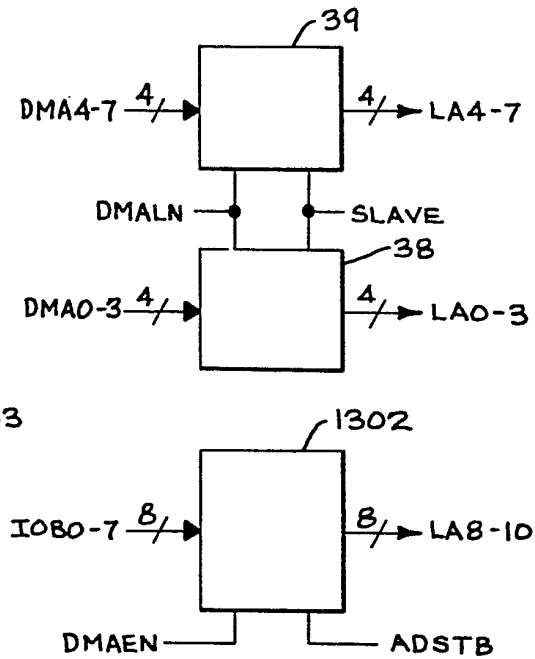 39
DMA4-7 4 4 LA4-7
DMALN SLAVE
38
DMA0-3 4 4 LA0-3
3
1302
IOB0-7 8 8 LA8-10
DMAEN ADSTB